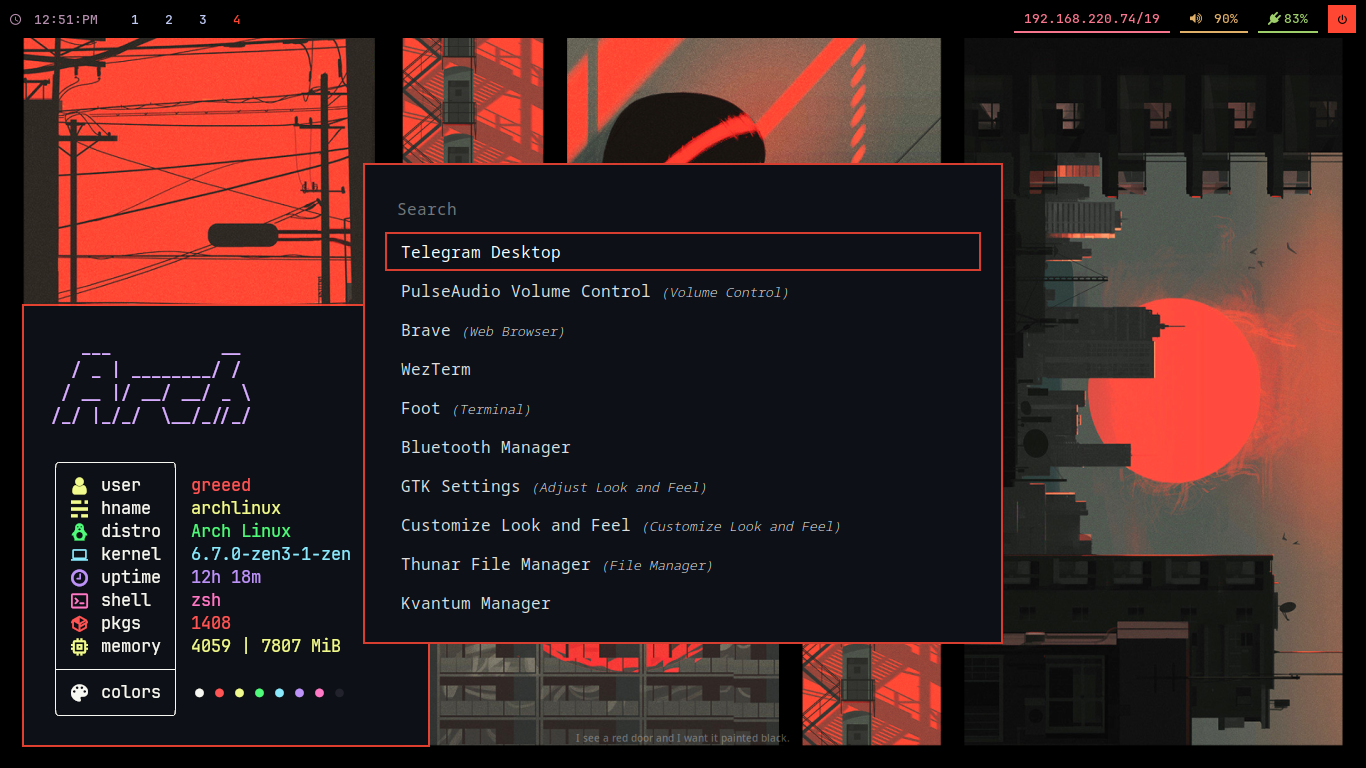 12:51:PM 1 2 3 4 192.168.220.74/19 90% 83%
Search
Telegram Desktop
PulseAudio Volume Control (Volume Control)
Brave (Web Browser)
WezTerm
Foot (Terminal)
Bluetooth Manager
GTK Settings (Adjust Look and Feel)
Customize Look and Feel (Customize Look and Feel)
Thunar File Manager (File Manager)
Kvantum Manager
Arch
user greeed
hname archlinux
distro Arch Linux
kernel 6.7.0-zen3-1-zen
uptime 12h 18m
shell zsh
pkgs 1408
memory 4059 | 7807 MiB
colors
I see a red door and I want it painted black.